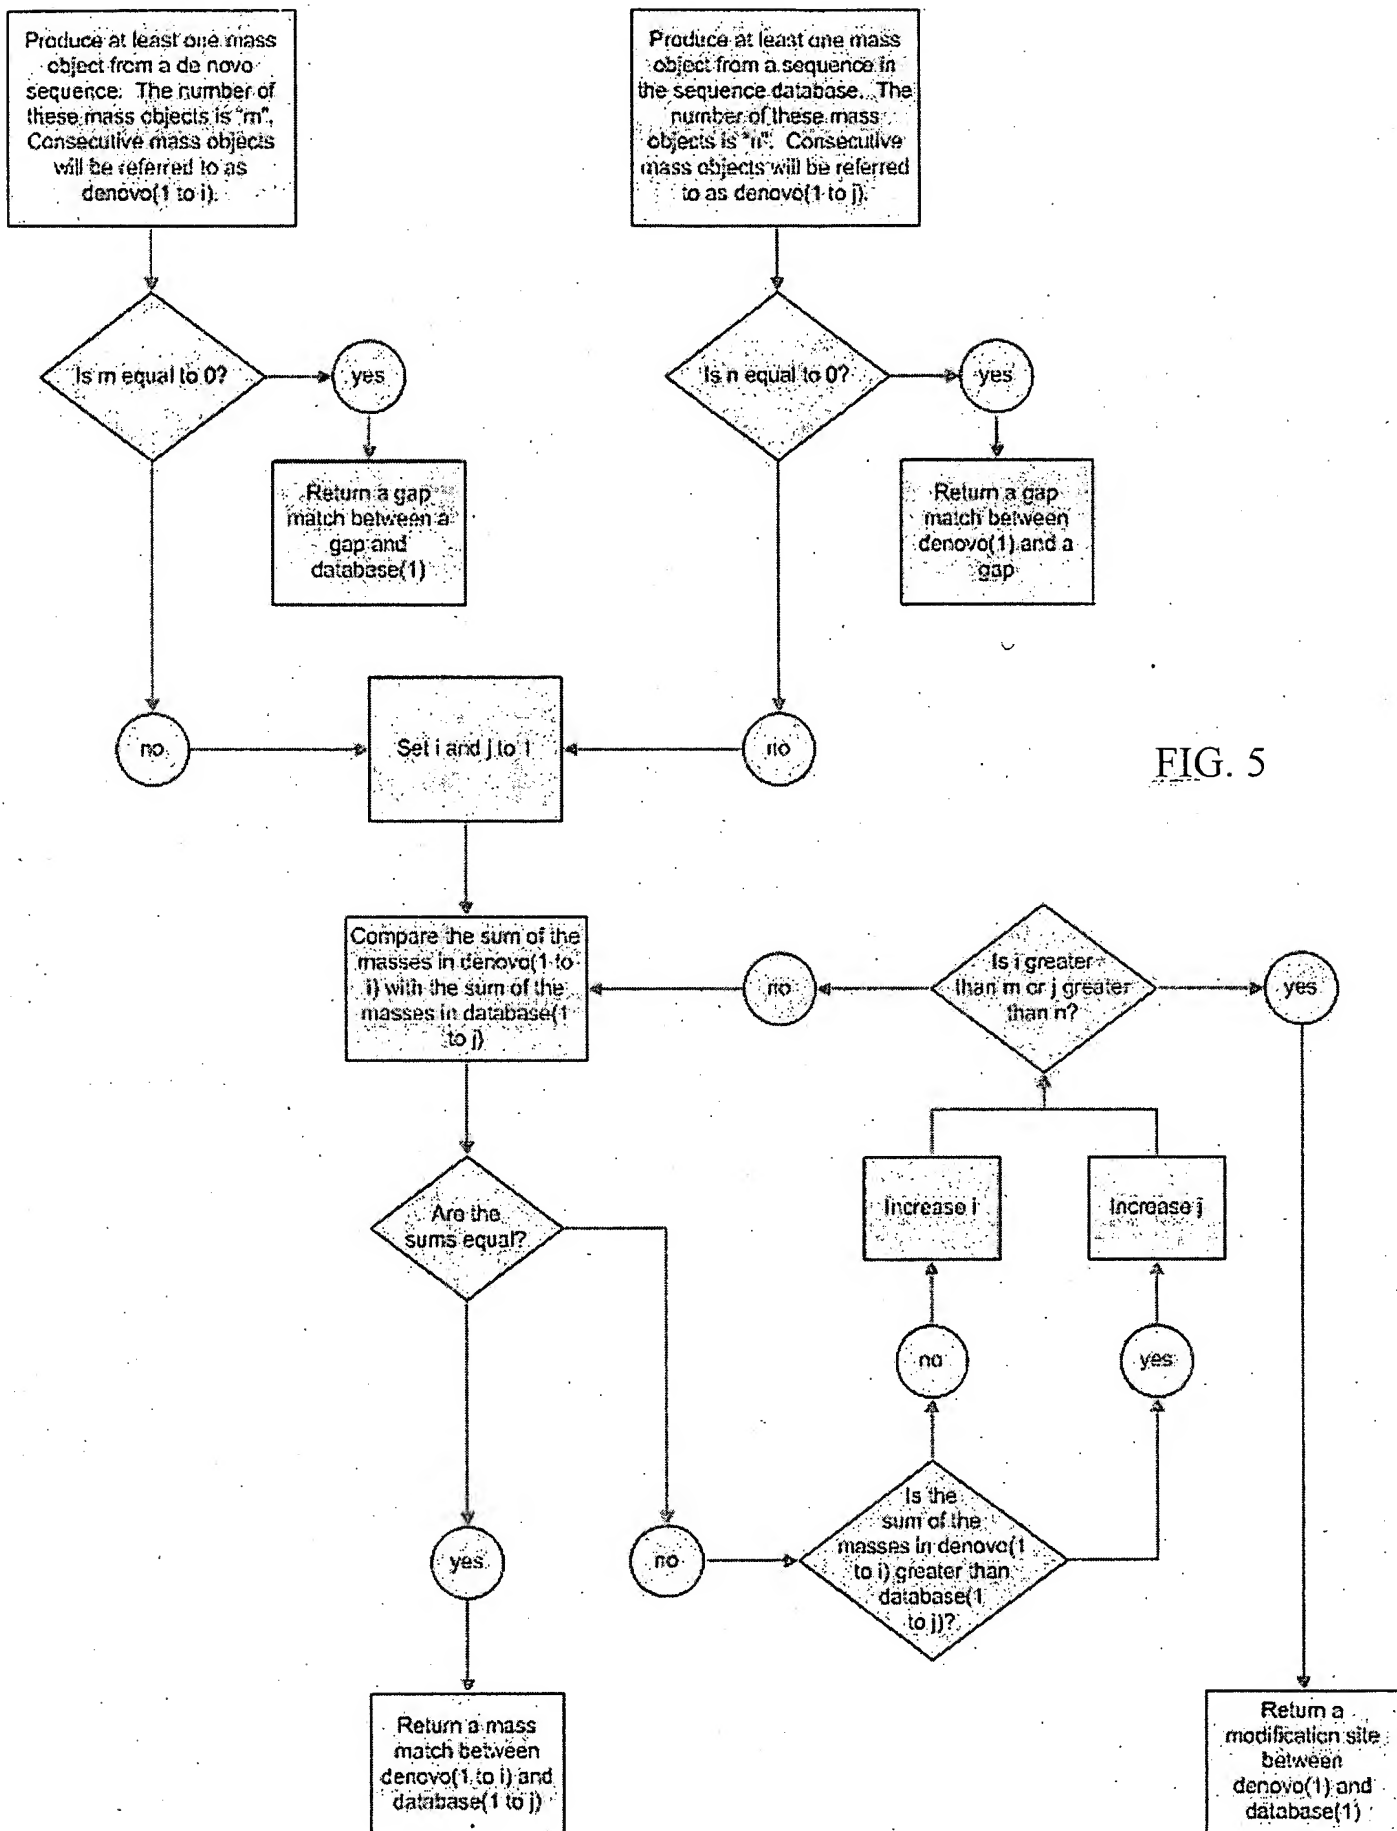 Produce at least one mass
object from a de novo
sequence. The number of
these mass objects is "m".
Consecutive mass objects
will be referred to as
denovo(1 to i).
Produce at least one mass
object from a sequence in
the sequence database. The
number of these mass
objects is "n". Consecutive
mass objects will be referred
to as denovo(1 to j).
Is m equal to 0?
yes
Is n equal to 0?
yes
Return a gap
match between a
gap and
database(1)
Return a gap
match between
denovo(1) and a
gap
no
Set i and j to 1
no
FIG. 5
Compare the sum of the
masses in denovo(1 to
i) with the sum of the
masses in database(1
to j)
no
Is i greater
than m or j greater
than n?
yes
Are the
sums equal?
Increase i
Increase j
no
yes
yes
no
Is the
sum of the
masses in denovo(1
to i) greater than
database(1
to j)?
Return a mass
match between
denovo(1 to i) and
database(1 to j)
Return a
modification site
between
denovo(1) and
database(1)